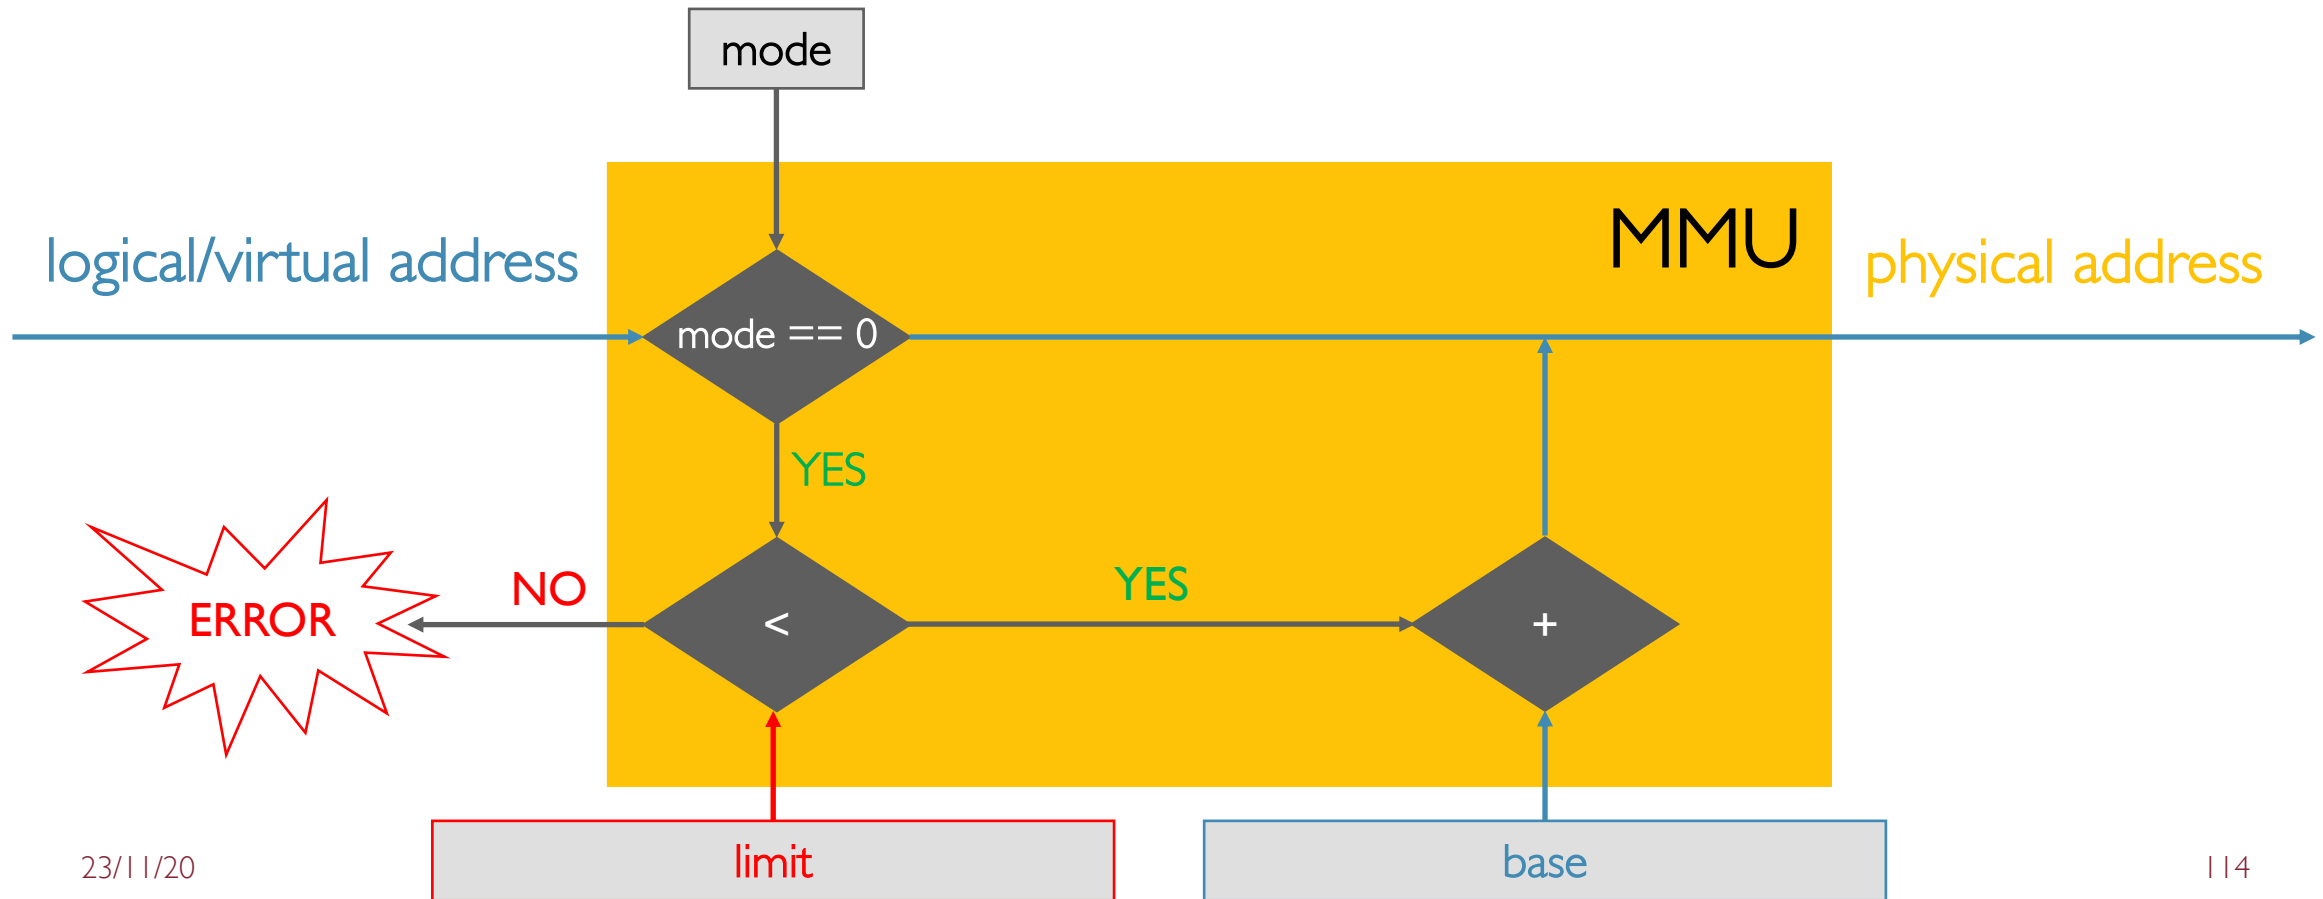 mode
MMU
logical/virtual address
physical address
mode == 0
YES
NO
YES
ERROR
<
+
limit
base
23/11/20
114